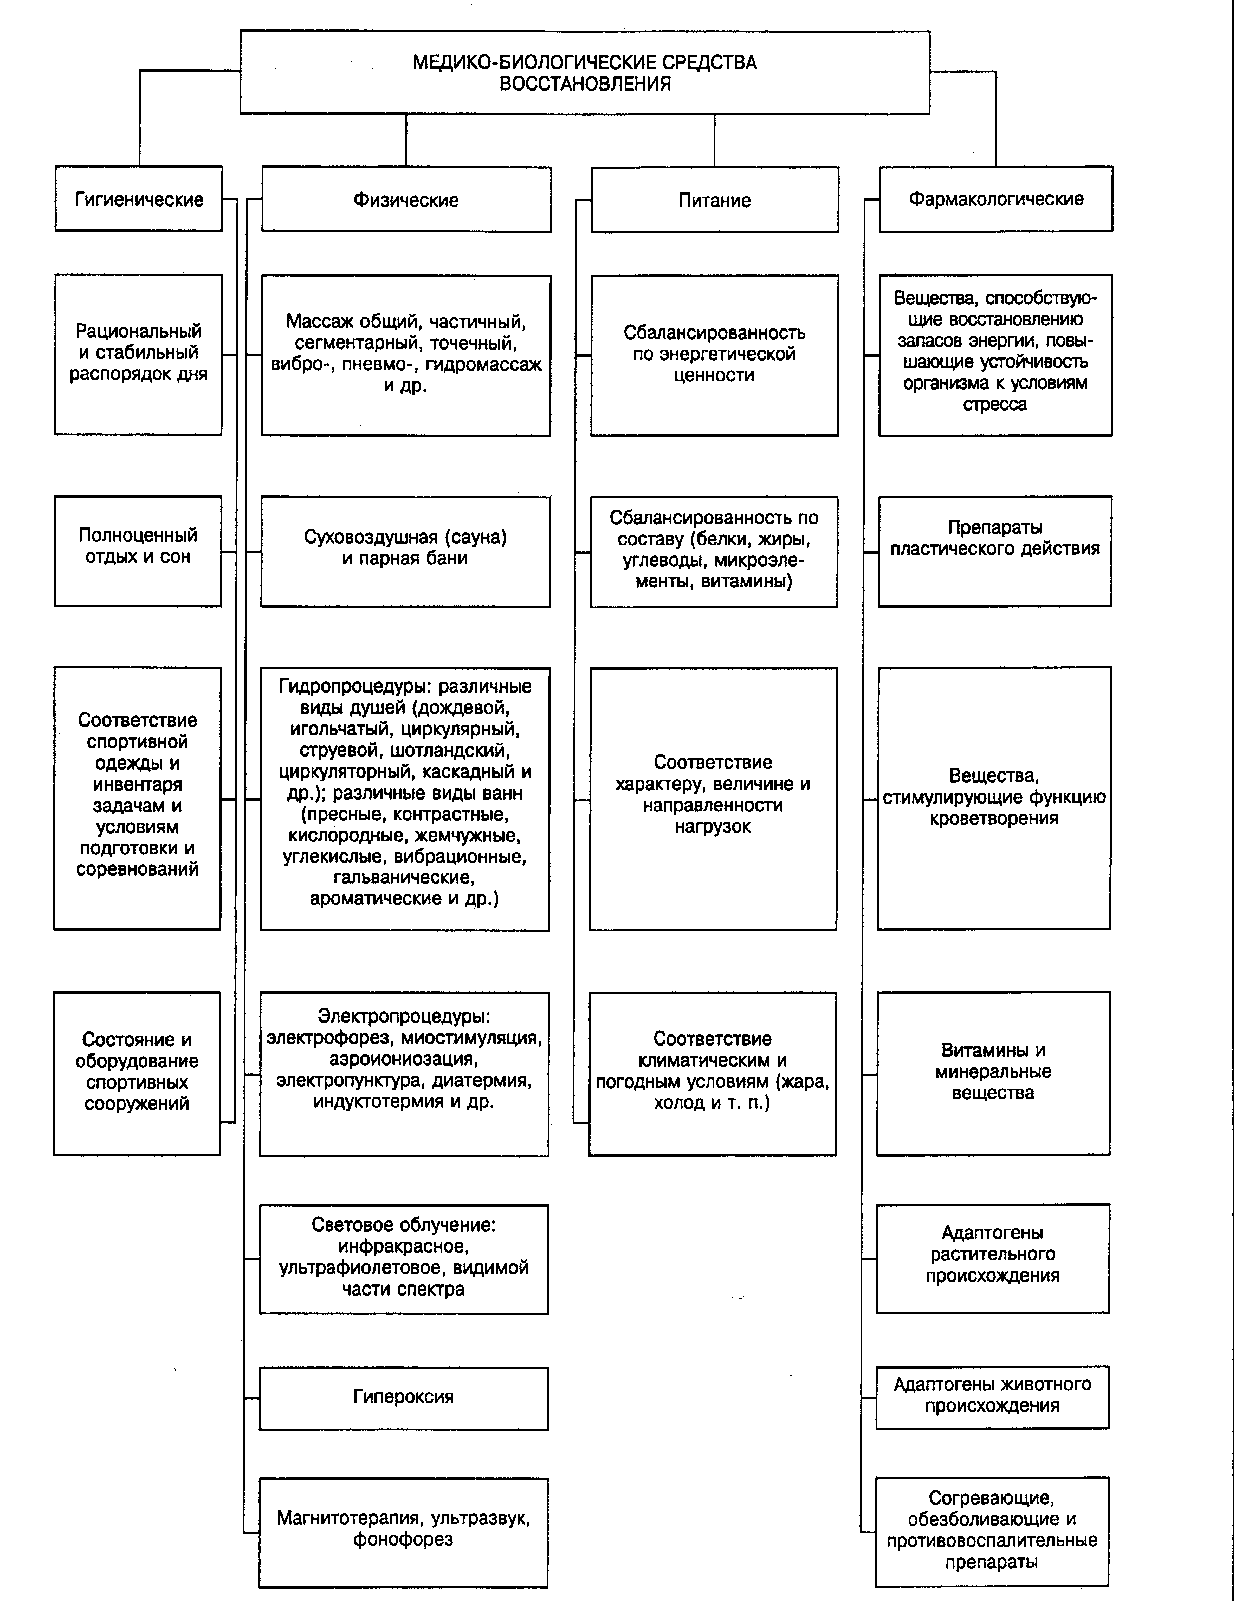 МЕДИКО-БИОЛОГИЧЕСКИЕ СРЕДСТВА
ВОССТАНОВЛЕНИЯ
Гигиенические
Физические
Питание
Фармакологические
Рациональный
и стабильный
распорядок дня
Массаж общий, частичный,
сегментарный, точечный,
вибро-, пневмо-, гидромассаж
и др.
Сбалансированность
по энергетической
ценности
Вещества, способствую-
щие восстановлению
запасов энергии, повы-
шающие устойчивость
организма к условиям
стресса
Полноценный
отдых и сон
Суховоздушная (сауна)
и парная бани
Сбалансированность по
составу (белки, жиры,
углеводы, микроэле-
менты, витамины)
Препараты
пластического действия
Соответствие
спортивной
одежды и
инвентаря
задачам и
условиям
подготовки и
соревнований
Гидропроцедуры: различные
виды душей (дождевой,
игольчатый, циркулярный,
струевой, шотландский,
циркуляторный, каскадный и
др.); различные виды ванн
(пресные, контрастные,
кислородные, жемчужные,
углекислые, вибрационные,
гальванические,
ароматические и др.)
Соответствие
характеру, величине и
направленности
нагрузок
Вещества,
стимулирующие функцию
кроветворения
Состояние и
оборудование
спортивных
сооружений
Электропроцедуры:
электрофорез, миостимуляция,
аэроиониозация,
электропунктура, диатермия,
индуктотермия и др.
Соответствие
климатическим и
погодным условиям (жара,
холод и т. п.)
Витамины и
минеральные
вещества
Световое облучение:
инфракрасное,
ультрафиолетовое, видимой
части спектра
Адаптогены
растительного
происхождения
Гипероксия
Адаптогены животного
происхождения
Магнитотерапия, ультразвук,
фонофорез
Согревающие,
обезболивающие и
противовоспалительные
препараты